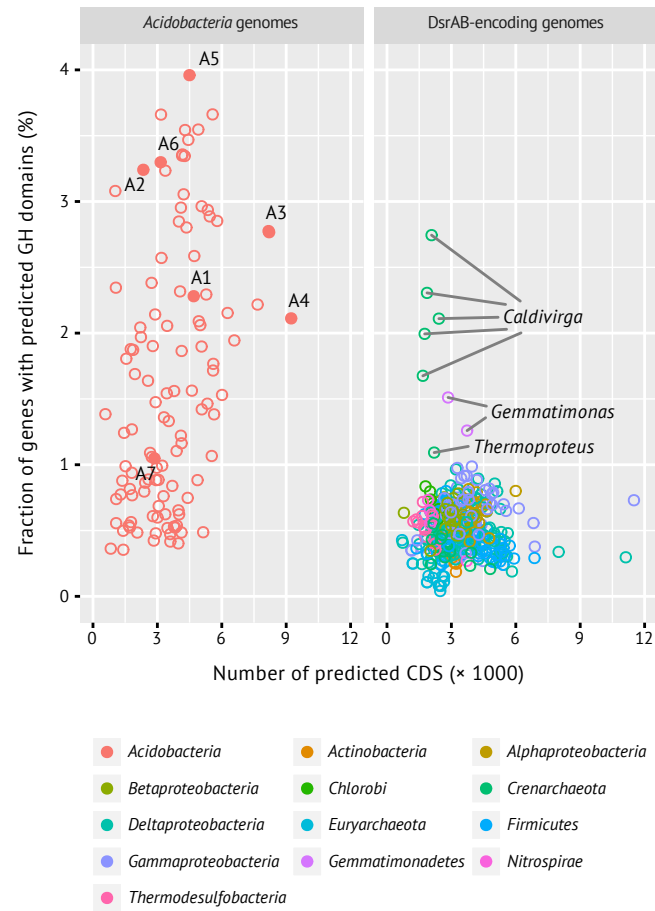 Acidobacteria genomes
DsrAB-encoding genomes
Fraction of genes with predicted GH domains (%)
4
3
2
1
0
A5
A6
A2
A3
A1
A4
A7
Caldivirga
Gemmatimonas
Thermoproteus
0 3 6 9 12
0 3 6 9 12
Number of predicted CDS (× 1000)
Acidobacteria
Actinobacteria
Alphaproteobacteria
Betaproteobacteria
Chlorobi
Crenarchaeota
Deltaproteobacteria
Euryarchaeota
Firmicutes
Gammaproteobacteria
Gemmatimonadetes
Nitrospirae
Thermodesulfobacteria